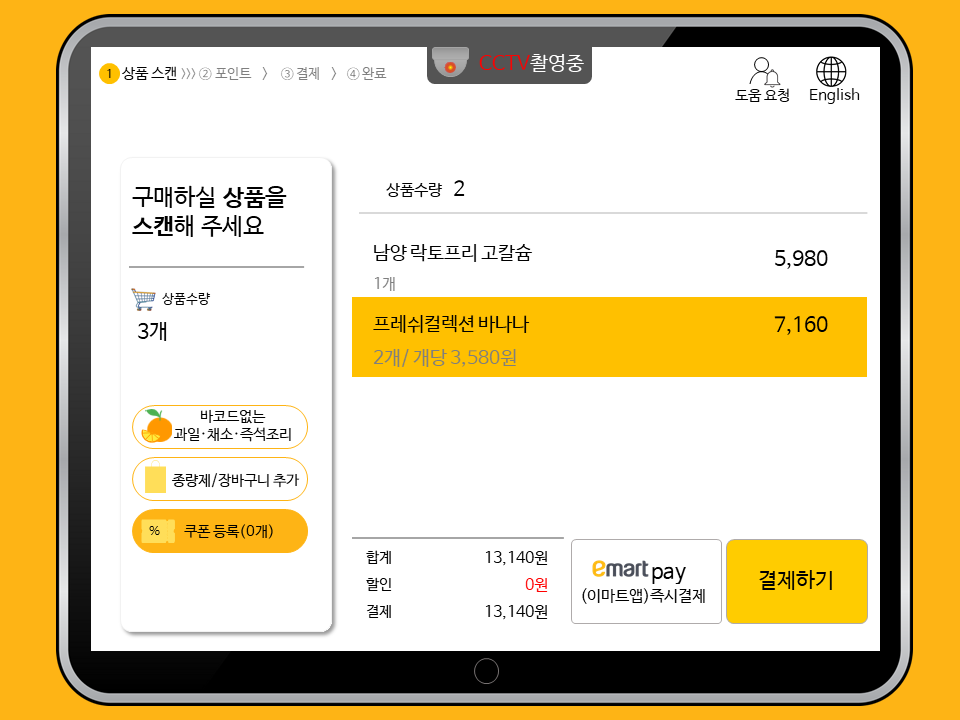 1 상품 스캔 >>> ② 포인트 > ③ 결제 > ④ 완료
CCTV촬영중
도움 요청
English
구매하실 상품을
스캔해 주세요
상품수량
3개
바코드없는
과일·채소·즉석조리
종량제/장바구니 추가
% 쿠폰 등록(0개)
상품수량 2
남양 락토프리 고칼슘 5,980
1개
프레쉬컬렉션 바나나 7,160
2개/ 개당 3,580원
합계 13,140원
할인 0원
결제 13,140원
emart pay
(이마트앱)즉시결제
결제하기